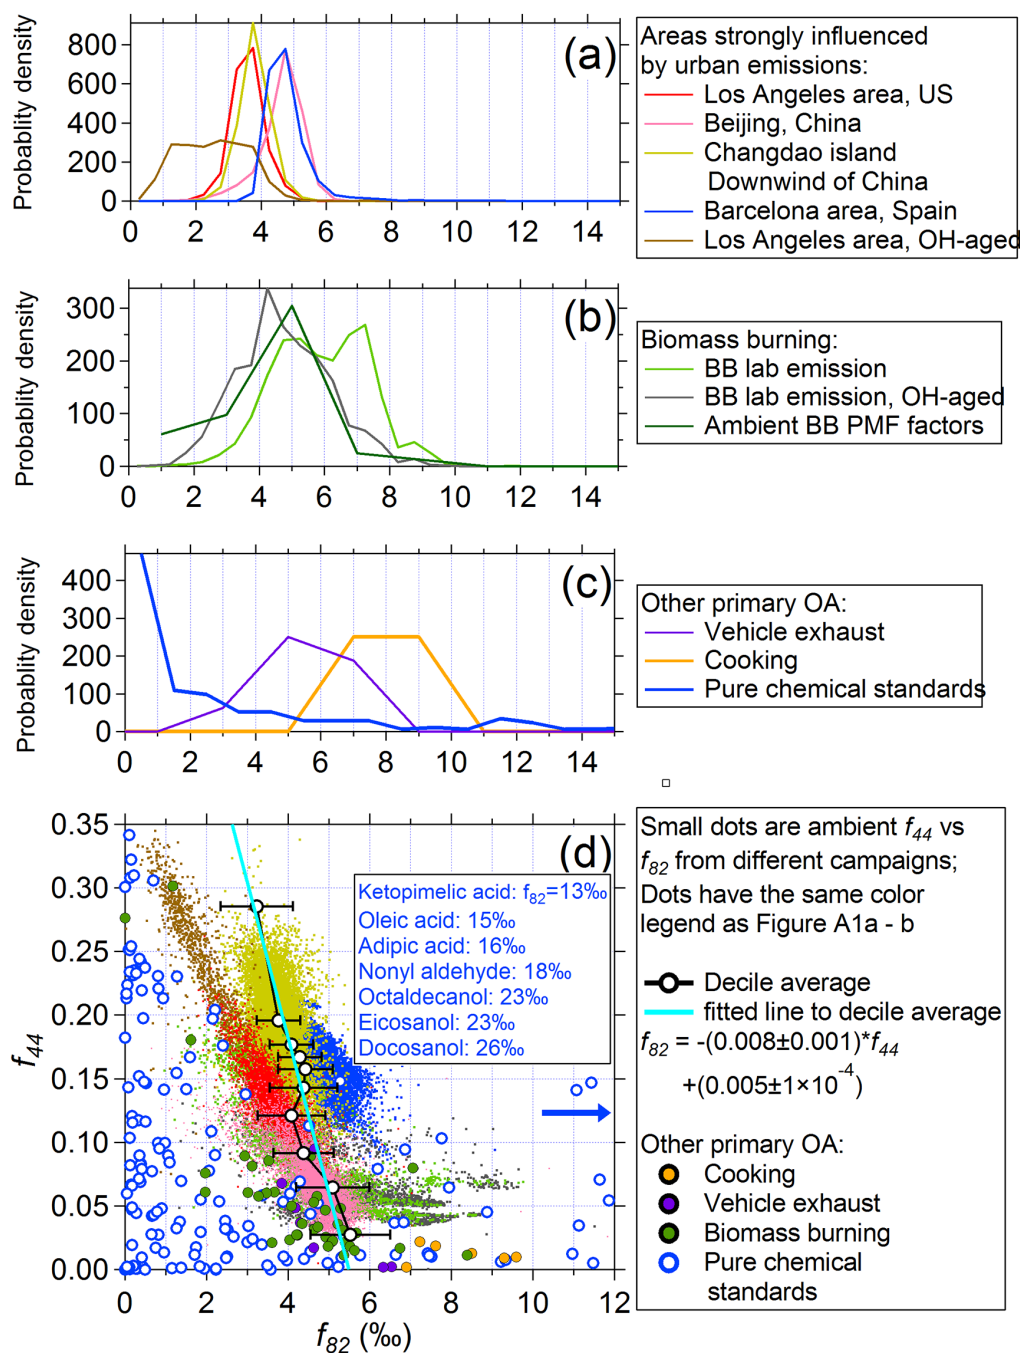 Probablity density
800
600
400
200
0
(a)
0 2 4 6 8 10 12 14
Areas strongly influenced
by urban emissions:
Los Angeles area, US
Beijing, China
Changdao island
Downwind of China
Barcelona area, Spain
Los Angeles area, OH-aged
Probablity density
300
200
100
0
(b)
0 2 4 6 8 10 12 14
Biomass burning:
BB lab emission
BB lab emission, OH-aged
Ambient BB PMF factors
Probablity density
400
300
200
100
0
(c)
0 2 4 6 8 10 12 14
Other primary OA:
Vehicle exhaust
Cooking
Pure chemical standards
f44
0.35
0.30
0.25
0.20
0.15
0.10
0.05
0.00
(d)
Ketopimelic acid: f82=13‰
Oleic acid: 15‰
Adipic acid: 16‰
Nonyl aldehyde: 18‰
Octaldecanol: 23‰
Eicosanol: 23‰
Docosanol: 26‰
0 2 4 6 8 10 12
f82 (‰)
Small dots are ambient f44 vs
f82 from different campaigns;
Dots have the same color
legend as Figure A1a - b
Decile average
fitted line to decile average
f82 = -(0.008±0.001)*f44
+(0.005±1×10-4)
Other primary OA:
Cooking
Vehicle exhaust
Biomass burning
Pure chemical
standards